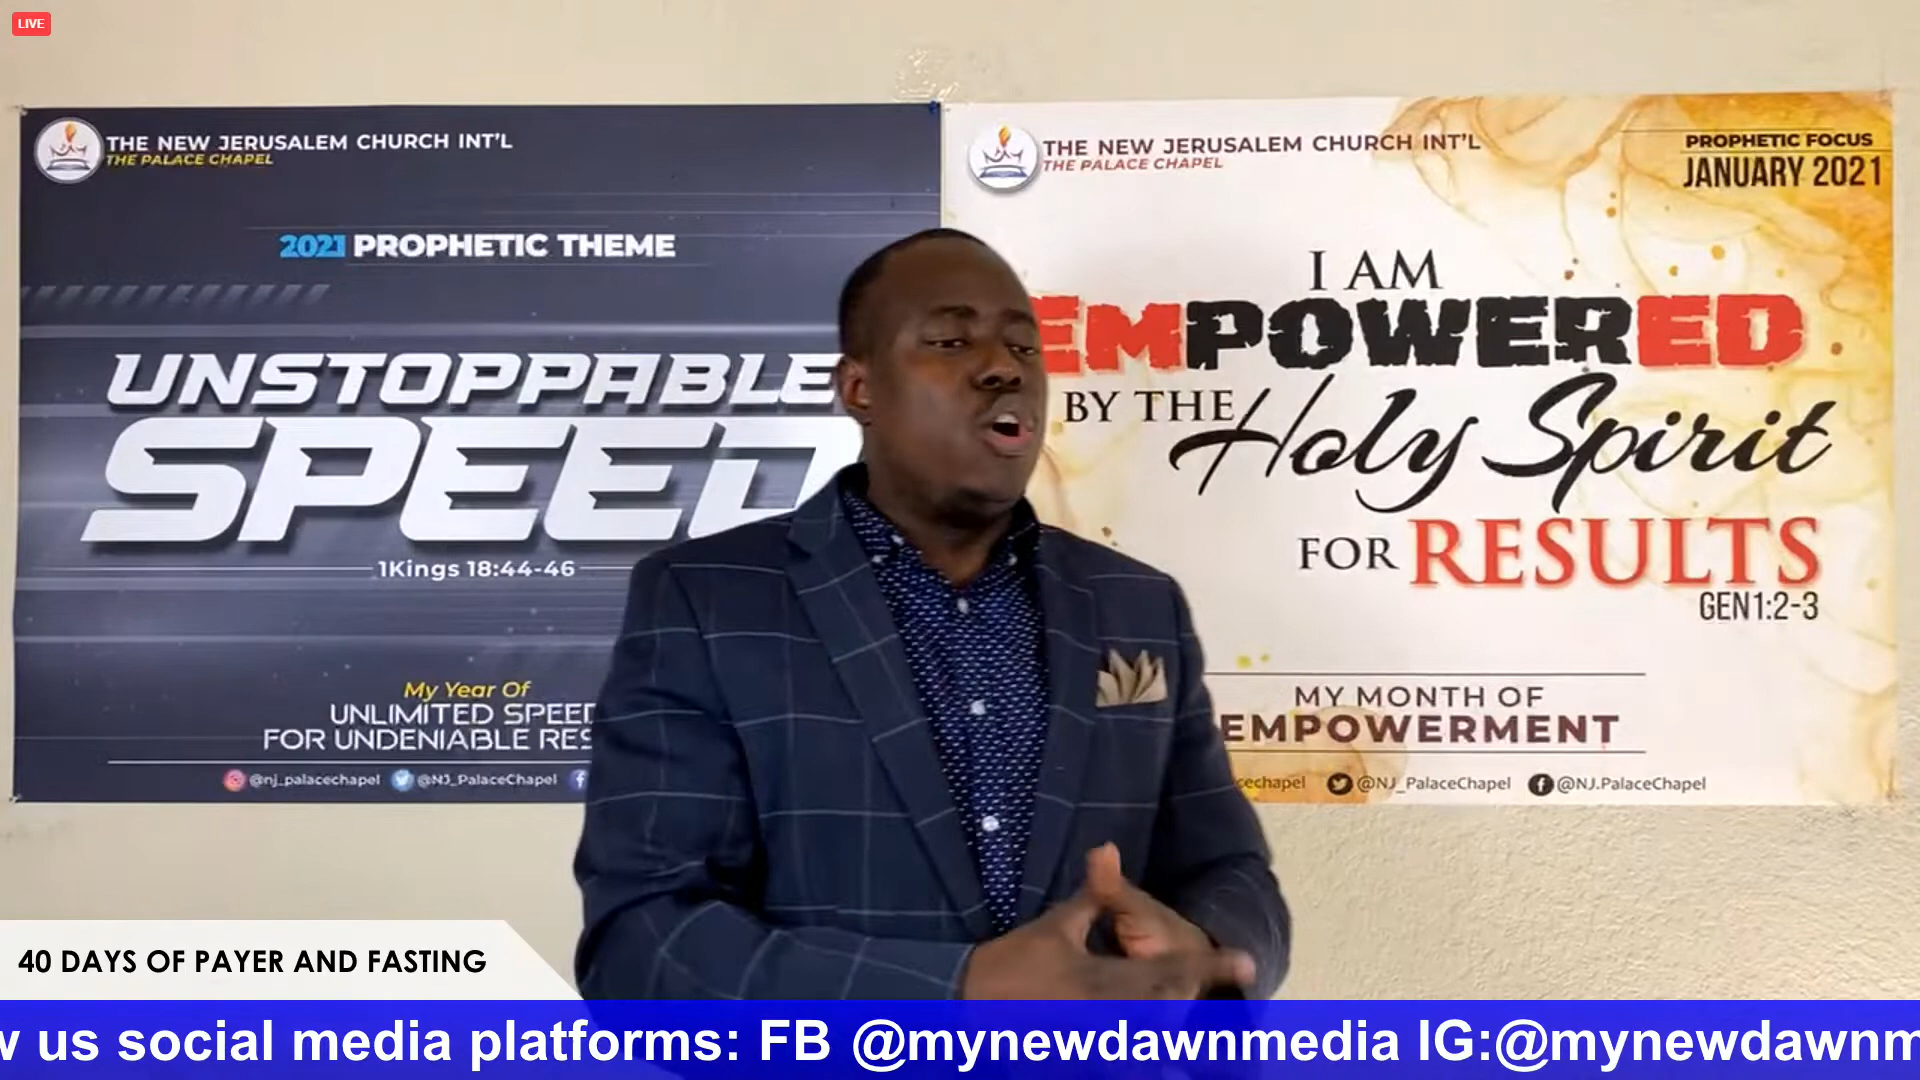 LIVE
THE NEW JERUSALEM CHURCH INT'L
THE PALACE CHAPEL
2021 PROPHETIC THEME
UNSTOPPABLE
SPEED
1Kings 18:44-46
My Year Of
UNLIMITED SPEED
FOR UNDENIABLE RES
@nj_palacechapel @NJ_PalaceChapel
THE NEW JERUSALEM CHURCH INT'L
THE PALACE CHAPEL
PROPHETIC FOCUS
JANUARY 2021
I AM
EMPOWERED
BY THE Holy Spirit
FOR RESULTS
GEN1:2-3
MY MONTH OF
EMPOWERMENT
cechapel @NJ_PalaceChapel @NJ.PalaceChapel
40 DAYS OF PAYER AND FASTING
w us social media platforms: FB @mynewdawnmedia IG:@mynewdawnm